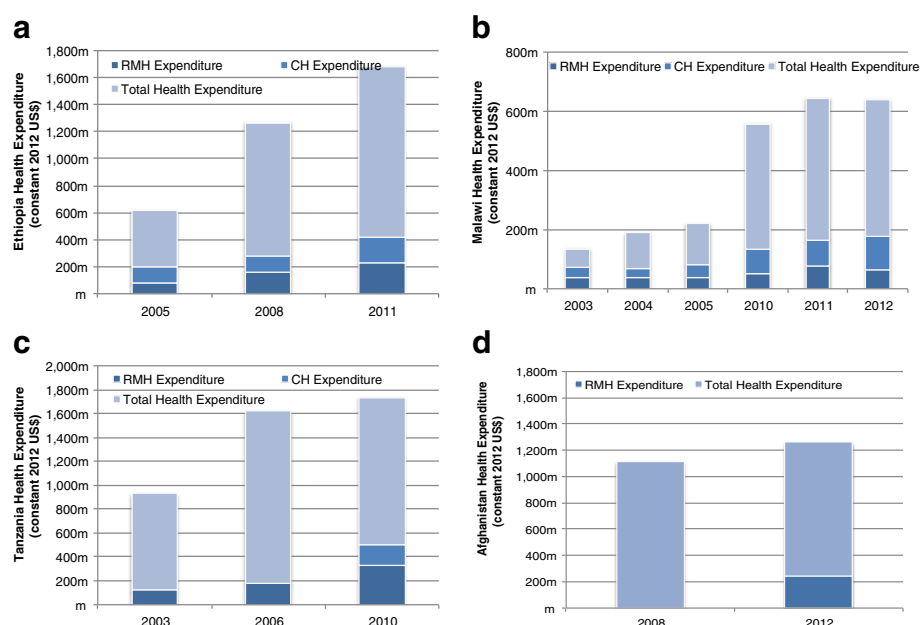 a
Ethiopia Health Expenditure
(constant 2012 US$)
1,800m
1,600m
1,400m
1,200m
1,000m
800m
600m
400m
200m
m
RMH Expenditure
CH Expenditure
Total Health Expenditure
2005
2008
2011
b
Malawi Health Expenditure
(constant 2012 US$)
800m
600m
400m
200m
m
RMH Expenditure
CH Expenditure
Total Health Expenditure
2003
2004
2005
2010
2011
2012
c
Tanzania Health Expenditure
(constant 2012 US$)
2,000m
1,800m
1,600m
1,400m
1,200m
1,000m
800m
600m
400m
200m
m
RMH Expenditure
CH Expenditure
Total Health Expenditure
2003
2006
2010
d
Afghanistan Health Expenditure
(constant 2012 US$)
1,800m
1,600m
1,400m
1,200m
1,000m
800m
600m
400m
200m
m
RMH Expenditure
Total Health Expenditure
2008
2012